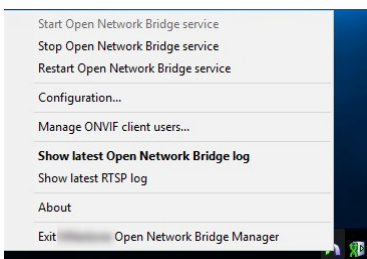 Start Open Network Bridge service
Stop Open Network Bridge service
Restart Open Network Bridge service
Configuration...
Manage ONVIF client users...
Show latest Open Network Bridge log
Show latest RTSP log
About
Exit Open Network Bridge Manager